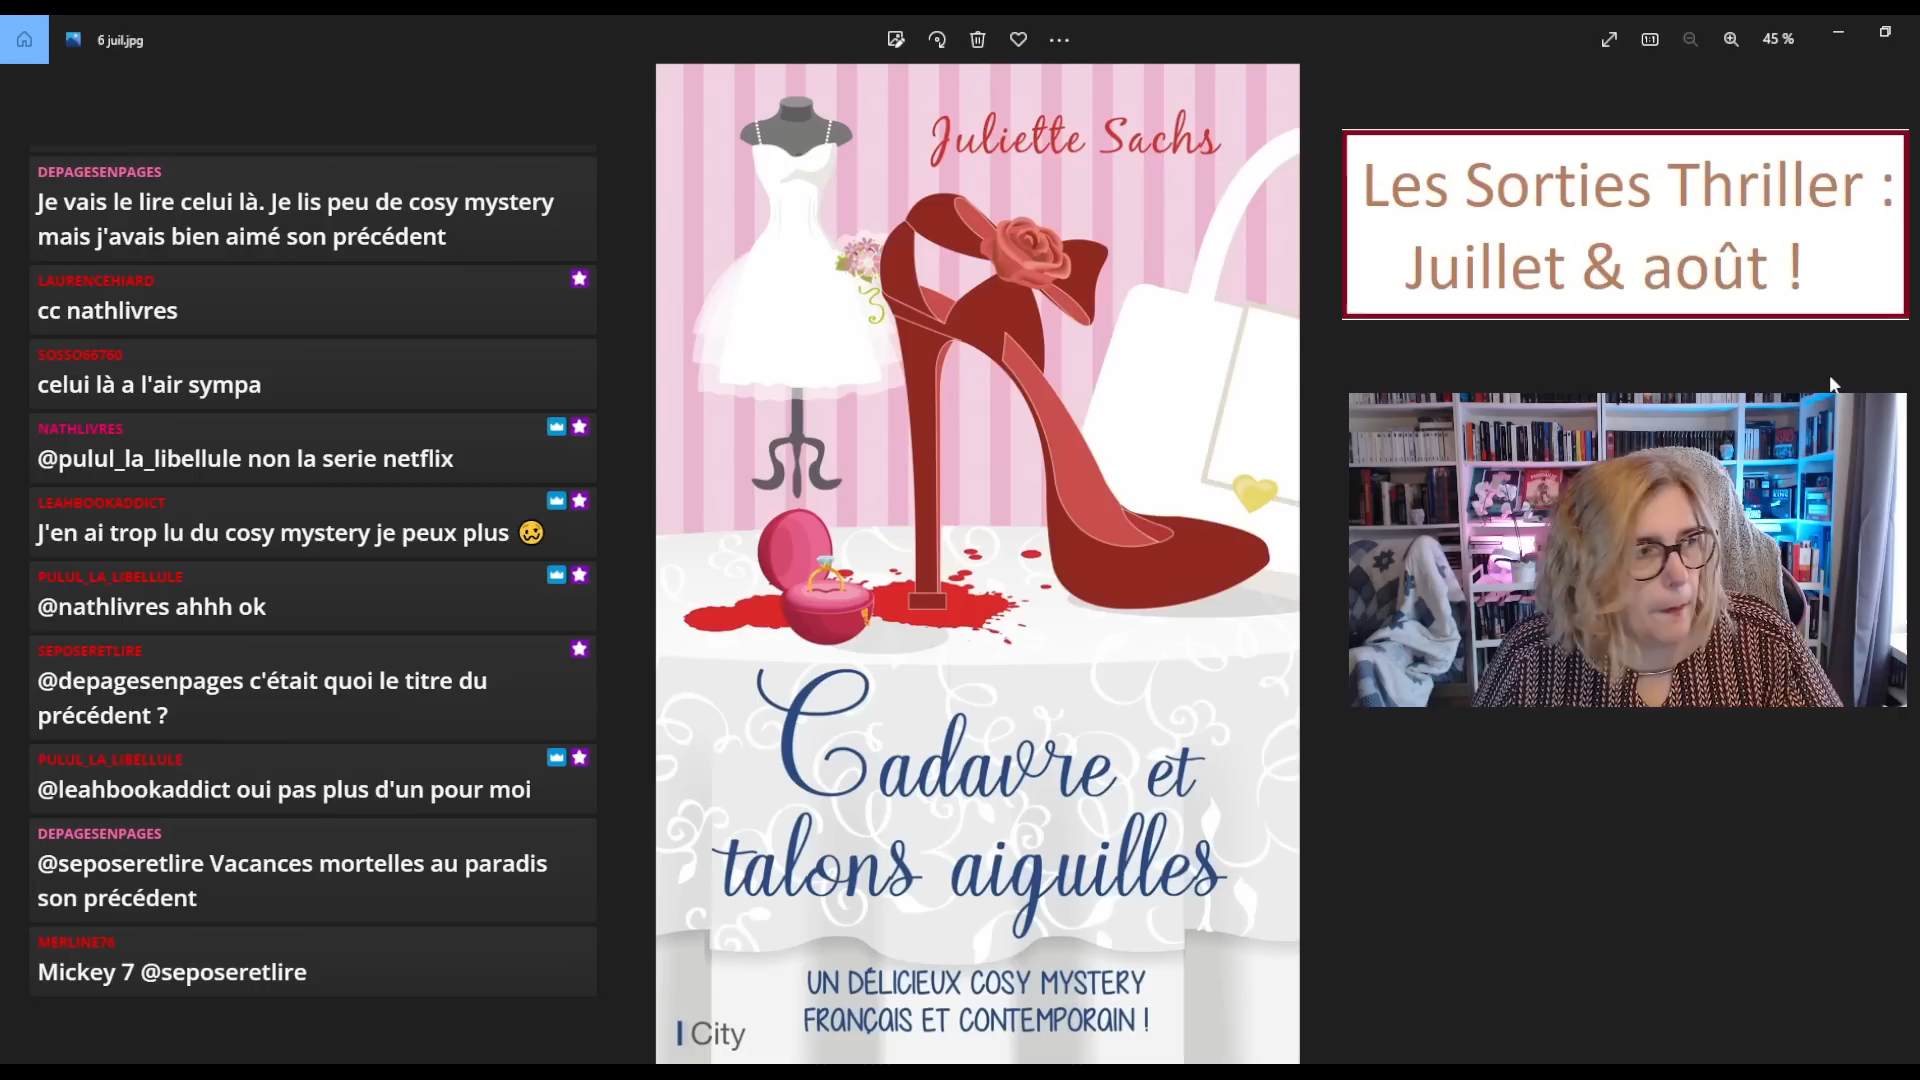 6 juil.jpg
45 %
DEPAGESENPAGES
Je vais le lire celui là. Je lis peu de cosy mystery
mais j'avais bien aimé son précédent
LAURENCEHIARD
cc nathlivres
SOSSO66760
celui là a l'air sympa
NATHLIVRES
@pulul_la_libellule non la serie netflix
LEAHBOOKADDICT
J'en ai trop lu du cosy mystery je peux plus 🥴
PULUL_LA_LIBELLULE
@nathlivres ahhh ok
SEPOSERETLIRE
@depagesenpages c'était quoi le titre du
précédent ?
PULUL_LA_LIBELLULE
@leahbookaddict oui pas plus d'un pour moi
DEPAGESENPAGES
@seposeretlire Vacances mortelles au paradis
son précédent
MERLINE76
Mickey 7 @seposeretlire
Juliette Sachs
Cadavre et
talons aiguilles
UN DÉLICIEUX COSY MYSTERY
FRANÇAIS ET CONTEMPORAIN !
City
Les Sorties Thriller :
Juillet & août !